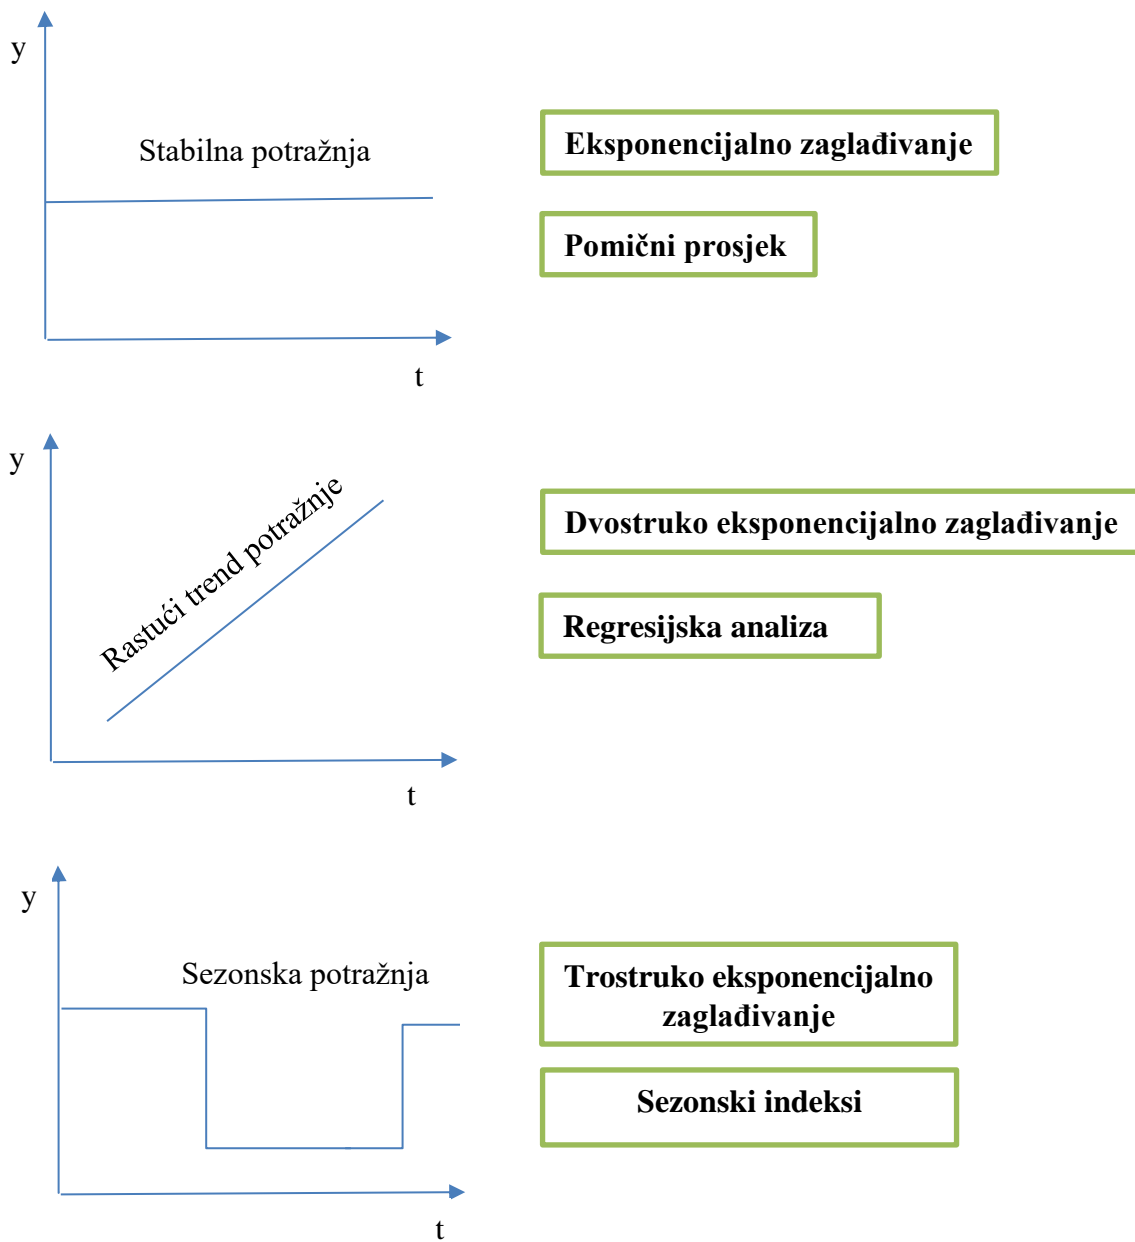 y
Stabilna potražnja
t
Eksponencijalno zaglađivanje
Pomični prosjek
y
Rastući trend potražnje
t
Dvostruko eksponencijalno zaglađivanje
Regresijska analiza
y
Sezonska potražnja
t
Trostruko eksponencijalno
zaglađivanje
Sezonski indeksi